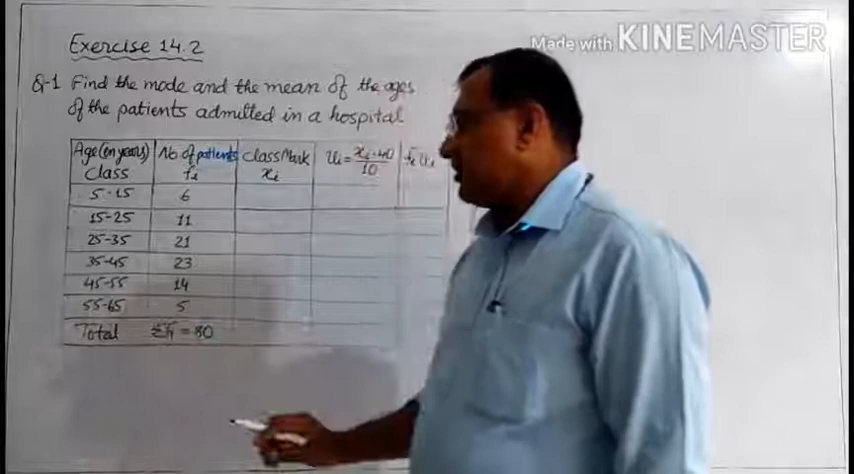 Made with KINEMASTER
Exercise 14.2
Q-1 Find the mode and the mean of the ages
of the patients admitted in a hospital
Age (in years) Class No of patients fi Class Mark xi Ui = xi-40/10 fi Ui
5-15 6
15-25 11
25-35 21
35-45 23
45-55 14
55-65 5
Total Σfi = 80